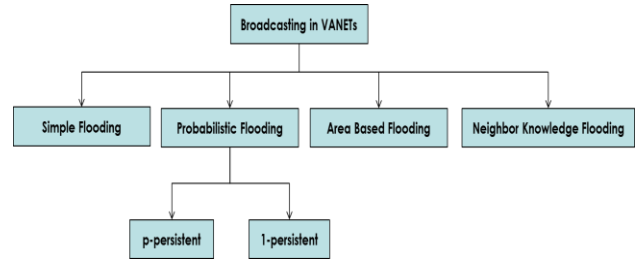 Broadcasting in VANETs
Simple Flooding
Probabilistic Flooding
Area Based Flooding
Neighbor Knowledge Flooding
p-persistent
1-persistent